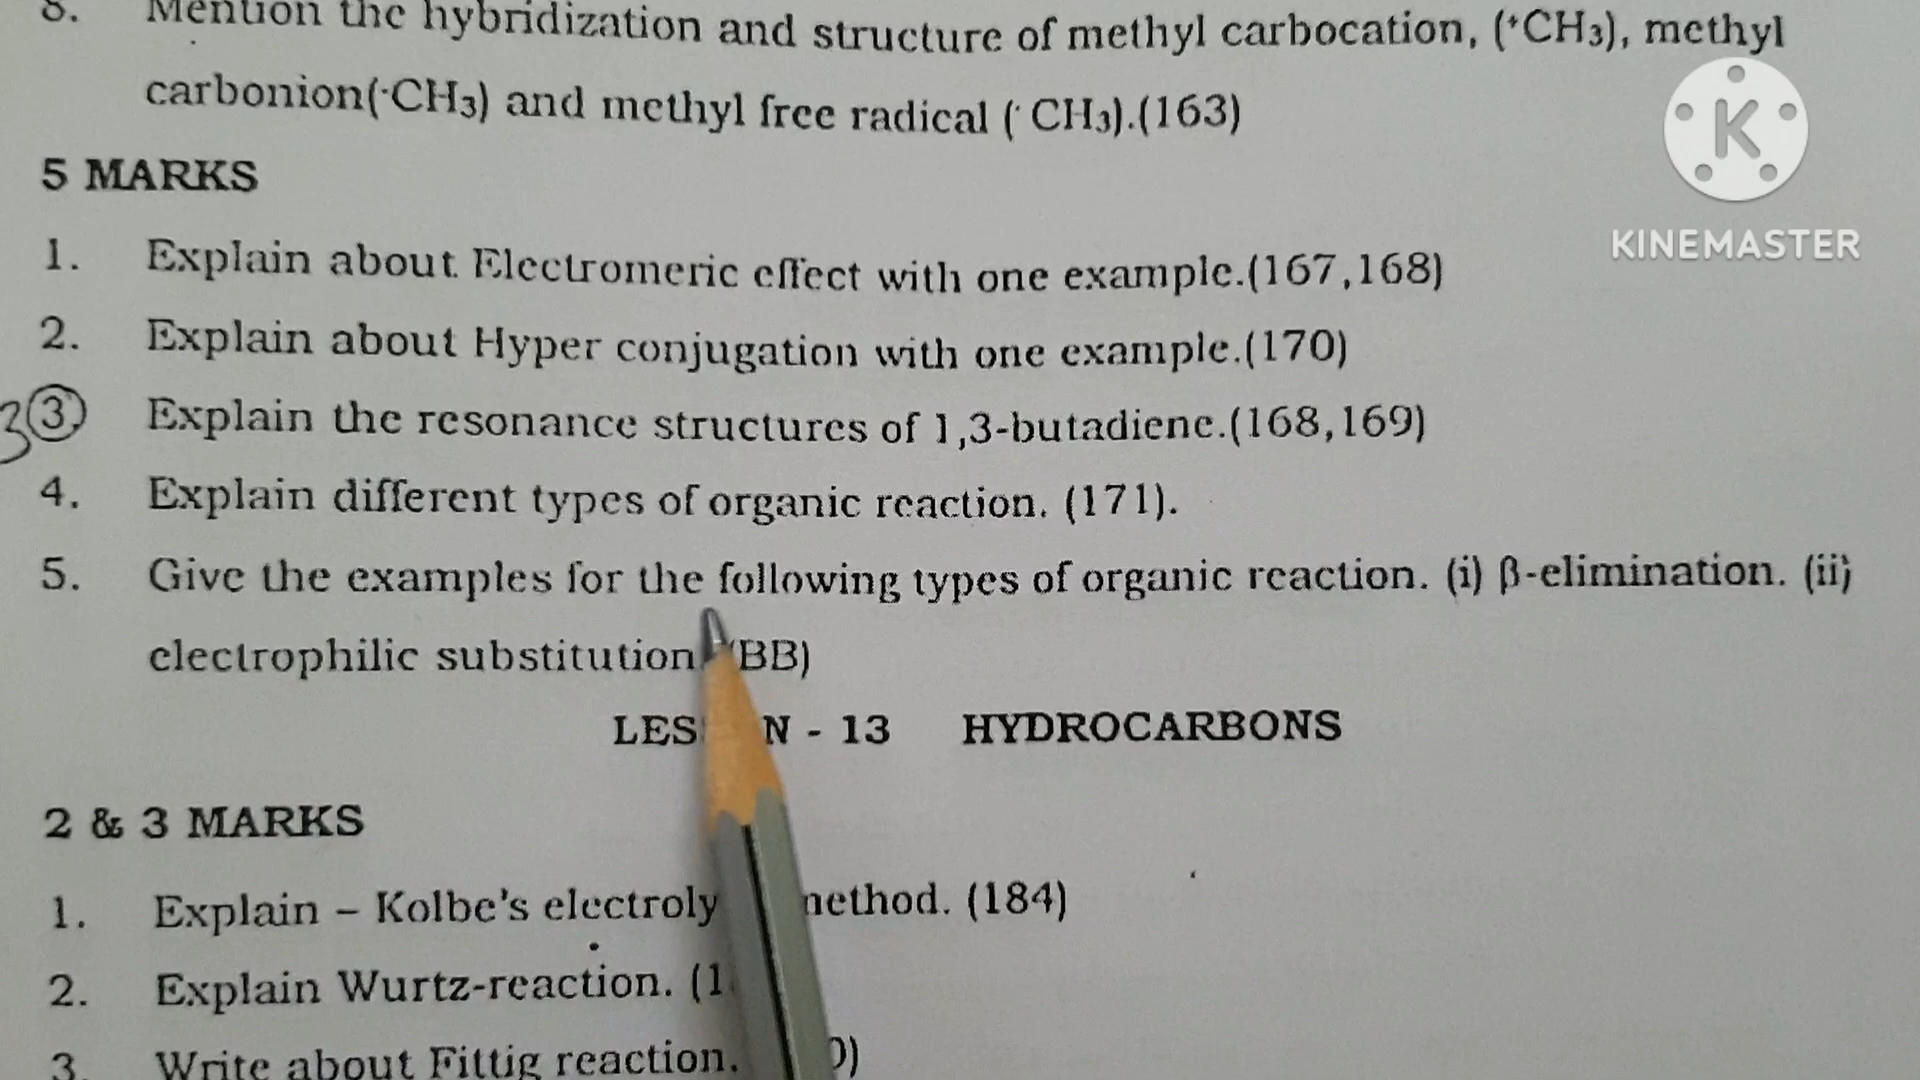 8. Mention the hybridization and structure of methyl carbocation, (⁺CH₃), methyl
carbonion(⁻CH₃) and methyl free radical (˙CH₃).(163)
KINEMASTER
5 MARKS
1. Explain about Electromeric effect with one example.(167,168)
2. Explain about Hyper conjugation with one example.(170)
3 ③ Explain the resonance structures of 1,3-butadiene.(168,169)
4. Explain different types of organic reaction. (171).
5. Give the examples for the following types of organic reaction. (i) β-elimination. (ii)
electrophilic substitution. (BB)
LES N - 13 HYDROCARBONS
2 & 3 MARKS
1. Explain – Kolbe's electroly method. (184)
2. Explain Wurtz-reaction. (1
3. Write about Fittig reaction. 0)